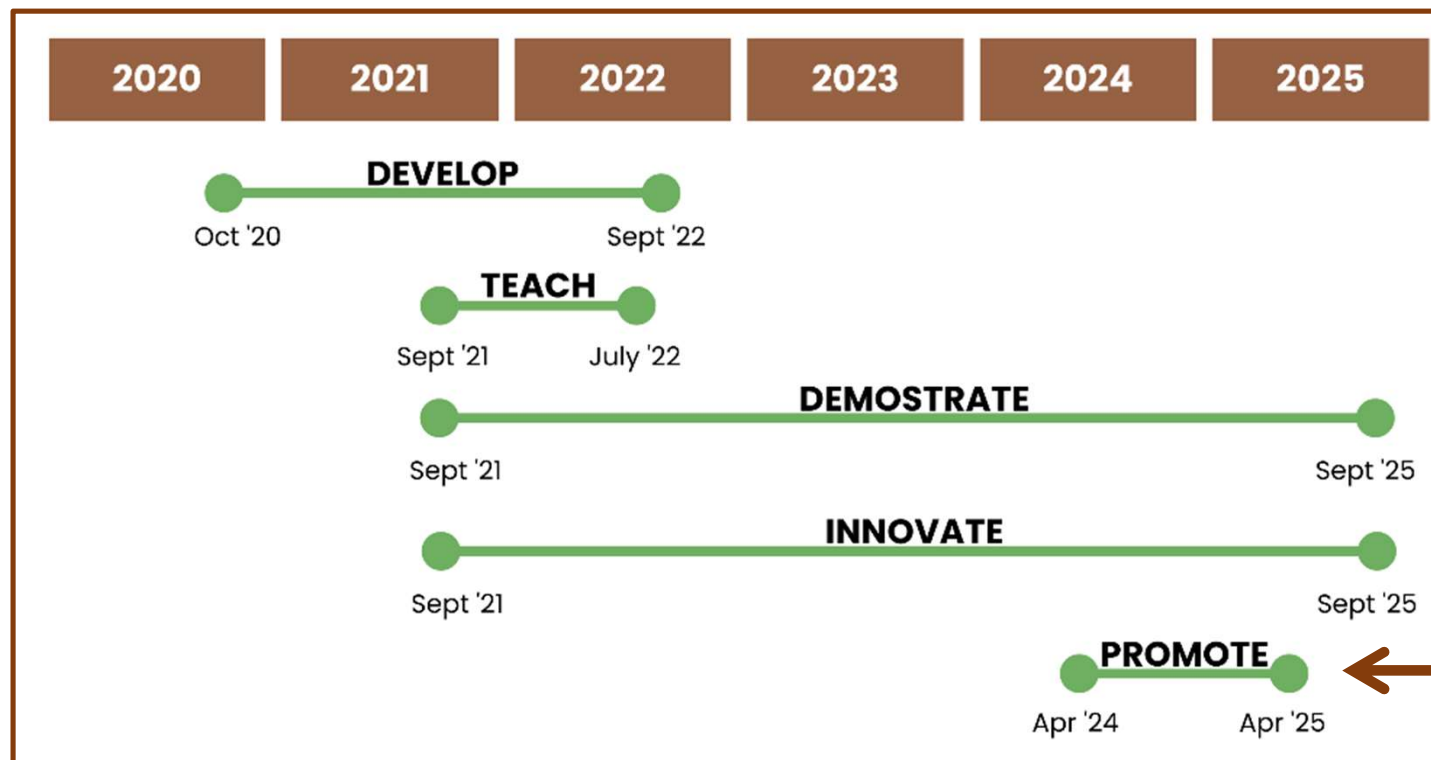 2020 2021 2022 2023 2024 2025
DEVELOP
Oct '20 Sept '22
TEACH
Sept '21 July '22
DEMOSTRATE
Sept '21 Sept '25
INNOVATE
Sept '21 Sept '25
PROMOTE
Apr '24 Apr '25